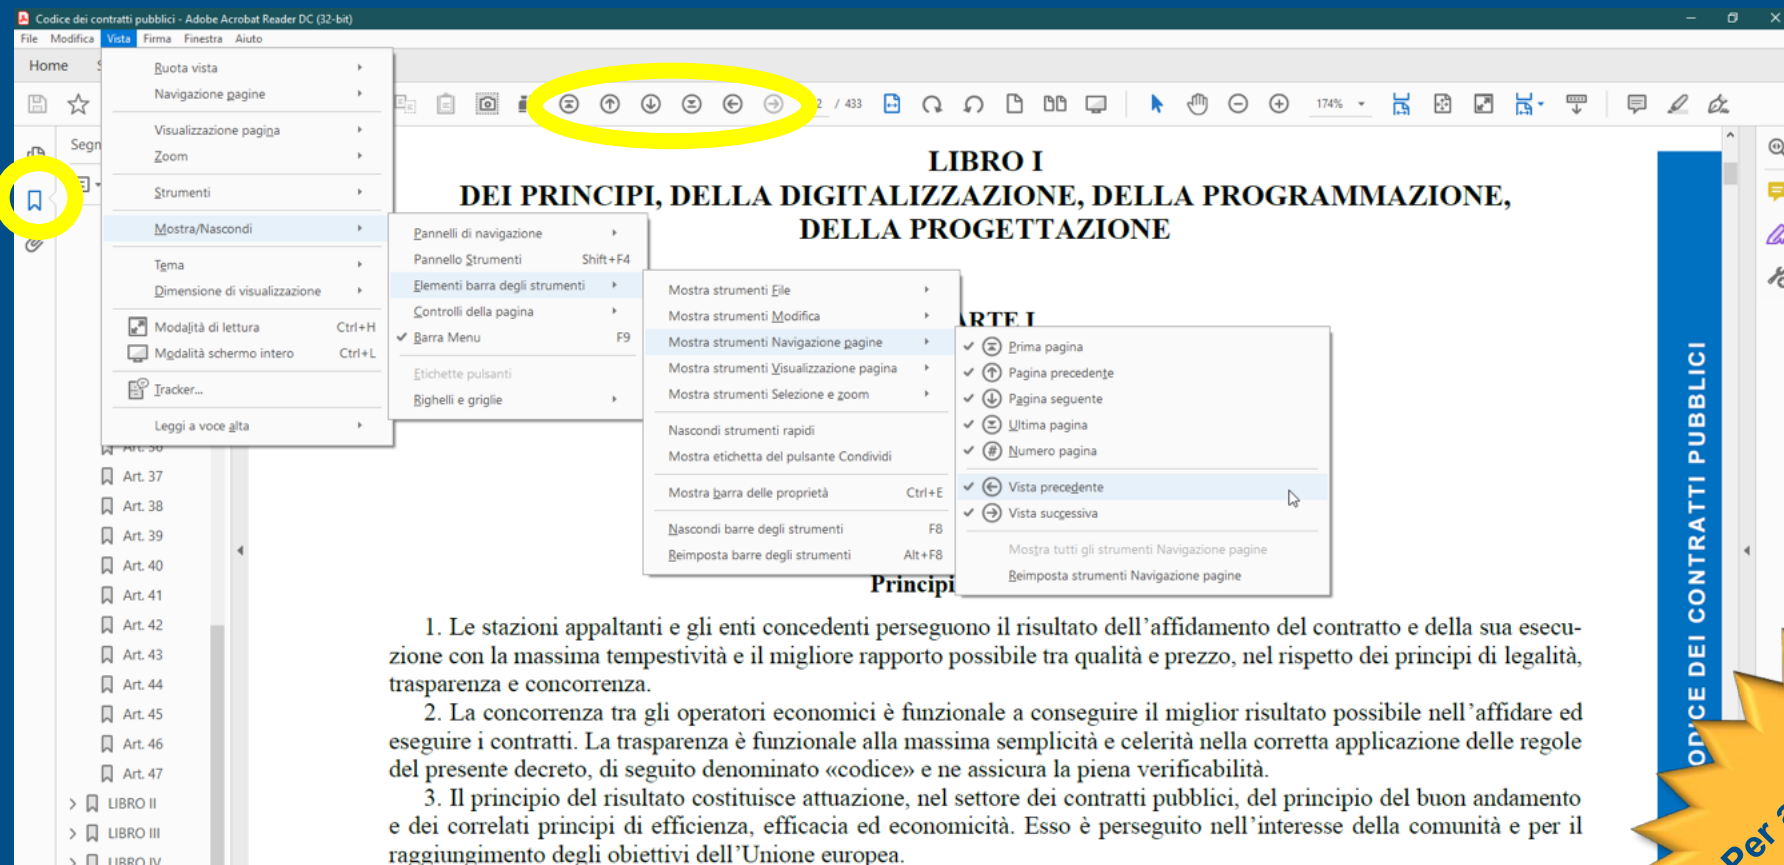 Codice dei contratti pubblici - Adobe Acrobat Reader DC (32-bit)
File Modifica Vista Firma Finestra Aiuto
Home
/ 433
174%
Ruota vista
Navigazione pagine
Visualizzazione pagina
Zoom
Strumenti
Mostra/Nascondi
Tema
Dimensione di visualizzazione
Modalità di lettura Ctrl+H
Modalità schermo intero Ctrl+L
Tracker...
Leggi a voce alta
Pannelli di navigazione
Pannello Strumenti Shift+F4
Elementi barra degli strumenti
Controlli della pagina
Barra Menu F9
Etichette pulsanti
Righelli e griglie
Mostra strumenti File
Mostra strumenti Modifica
Mostra strumenti Navigazione pagine
Mostra strumenti Visualizzazione pagina
Mostra strumenti Selezione e zoom
Nascondi strumenti rapidi
Mostra etichetta del pulsante Condividi
Mostra barra delle proprietà Ctrl+E
Nascondi barre degli strumenti F8
Reimposta barre degli strumenti Alt+F8
Prima pagina
Pagina precedente
Pagina seguente
Ultima pagina
Numero pagina
Vista precedente
Vista successiva
Mostra tutti gli strumenti Navigazione pagine
Reimposta strumenti Navigazione pagine
Art. 37
Art. 38
Art. 39
Art. 40
Art. 41
Art. 42
Art. 43
Art. 44
Art. 45
Art. 46
Art. 47
LIBRO II
LIBRO III
LIBRO IV
LIBRO I
DEI PRINCIPI, DELLA DIGITALIZZAZIONE, DELLA PROGRAMMAZIONE,
DELLA PROGETTAZIONE
I
Principi
1. Le stazioni appaltanti e gli enti concedenti perseguono il risultato dell’affidamento del contratto e della sua esecu-
zione con la massima tempestività e il migliore rapporto possibile tra qualità e prezzo, nel rispetto dei principi di legalità,
trasparenza e concorrenza.
2. La concorrenza tra gli operatori economici è funzionale a conseguire il miglior risultato possibile nell’affidare ed
eseguire i contratti. La trasparenza è funzionale alla massima semplicità e celerità nella corretta applicazione delle regole
del presente decreto, di seguito denominato «codice» e ne assicura la piena verificabilità.
3. Il principio del risultato costituisce attuazione, nel settore dei contratti pubblici, del principio del buon andamento
e dei correlati principi di efficienza, efficacia ed economicità. Esso è perseguito nell’interesse della comunità e per il
raggiungimento degli obiettivi dell’Unione europea.
DEI CONTRATTI PUBBLICI
Per